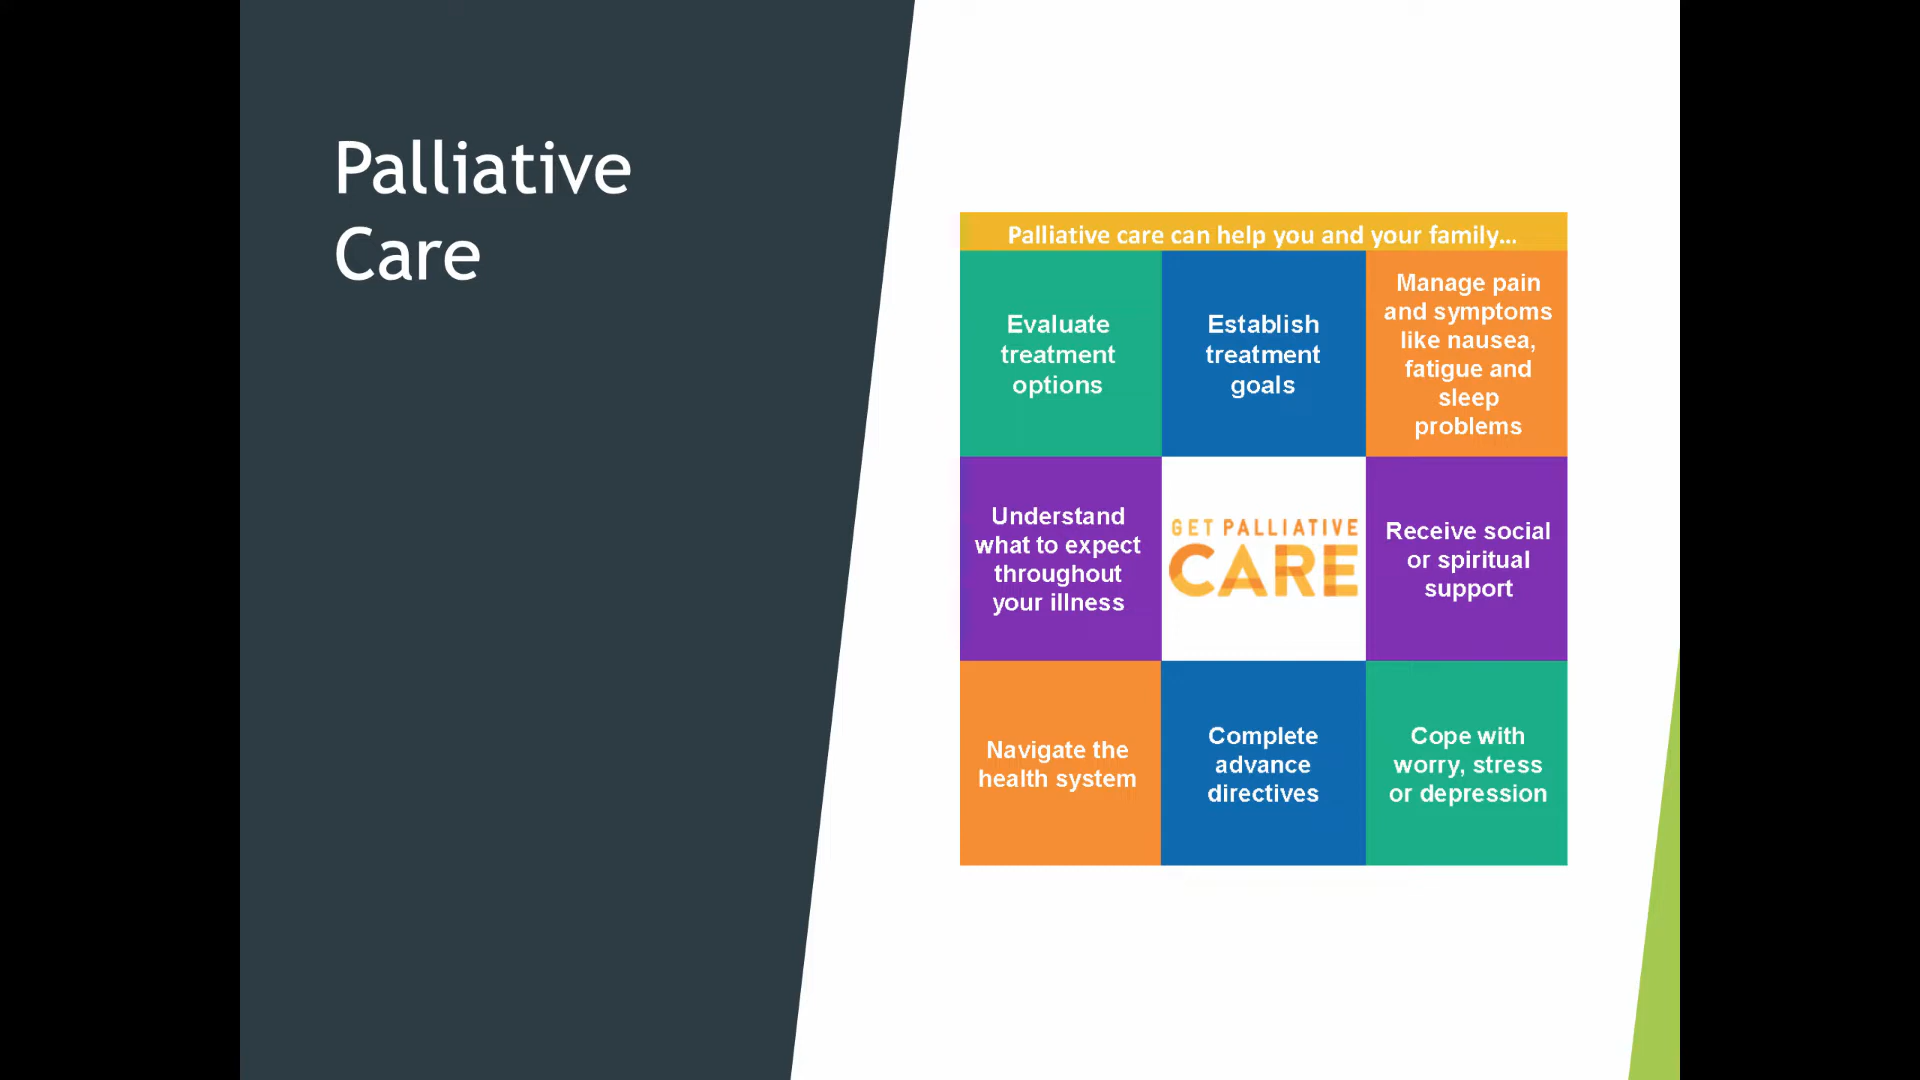 Palliative
Care
Palliative care can help you and your family...
Evaluate
treatment
options
Establish
treatment
goals
Manage pain
and symptoms
like nausea,
fatigue and
sleep
problems
Understand
what to expect
throughout
your illness
GET PALLIATIVE
CARE
Receive social
or spiritual
support
Navigate the
health system
Complete
advance
directives
Cope with
worry, stress
or depression